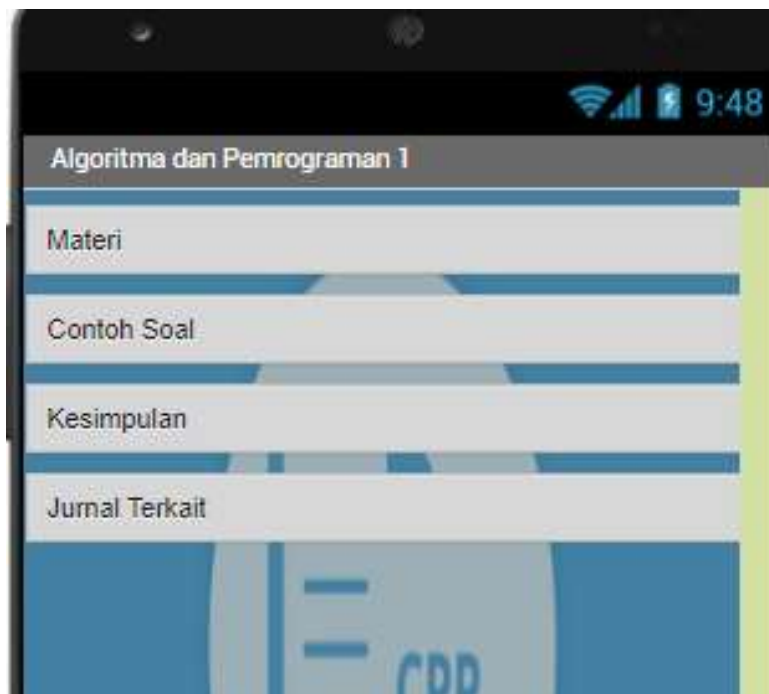 9:48
Algoritma dan Pemrograman 1
Materi
Contoh Soal
Kesimpulan
Jurnal Terkait
CPP